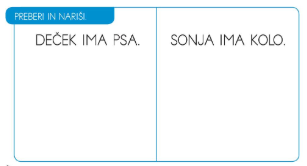 PREBERI IN NARIŠI.
DEČEK IMA PSA.
SONJA IMA KOLO.